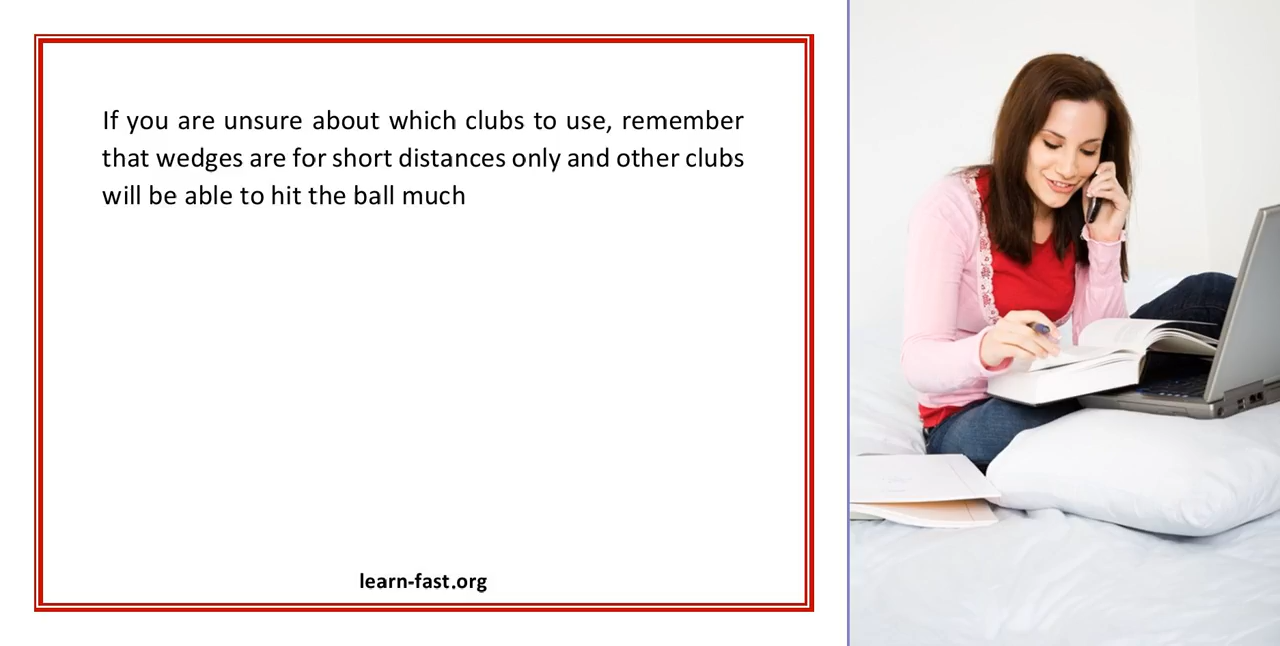 If you are unsure about which clubs to use, remember
that wedges are for short distances only and other clubs
will be able to hit the ball much
learn-fast.org